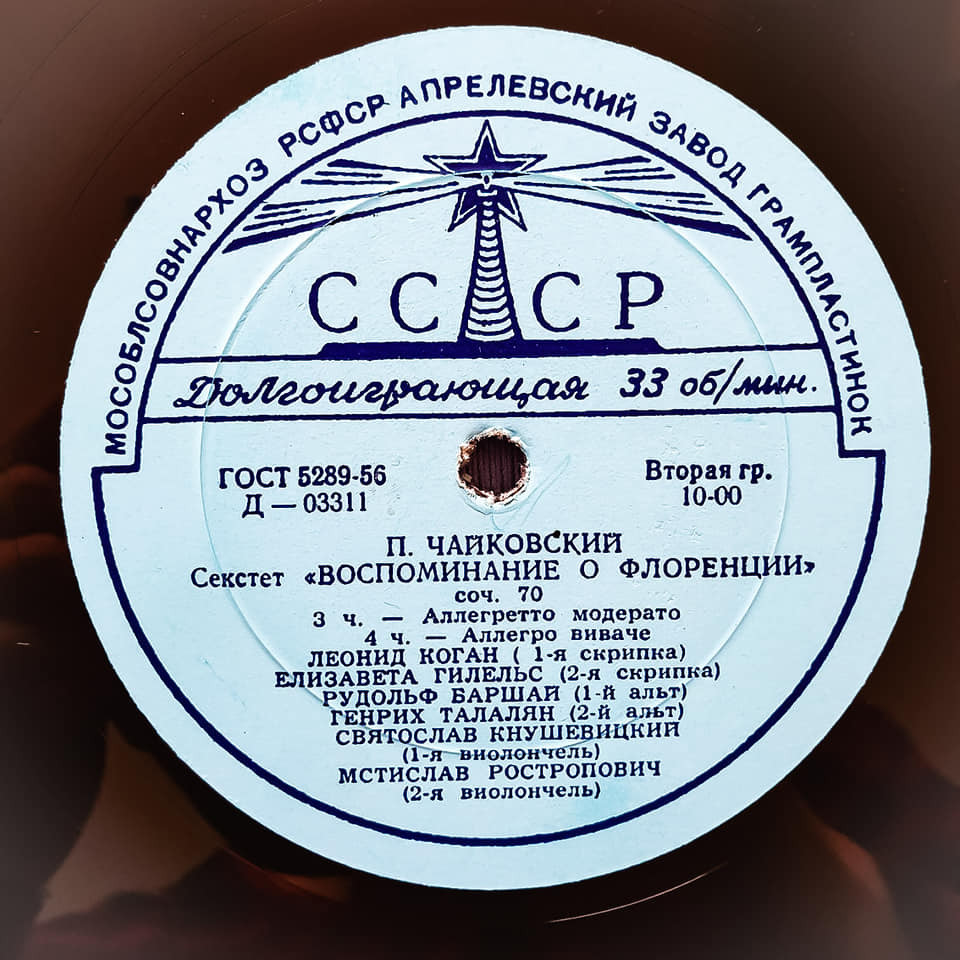 МОСОБЛСОВНАРХОЗ РСФСР АПРЕЛЕВСКИЙ ЗАВОД ГРАМПЛАСТИНОК
СССР
Долгоиграющая 33 об/мин.
ГОСТ 5289-56
Д — 03311
Вторая гр.
10-00
П. ЧАЙКОВСКИЙ
Секстет «ВОСПОМИНАНИЕ О ФЛОРЕНЦИИ»
соч. 70
3 ч. — Аллегретто модерато
4 ч. — Аллегро виваче
ЛЕОНИД КОГАН ( 1-я скрипка)
ЕЛИЗАВЕТА ГИЛЕЛЬС (2-я скрипка)
РУДОЛЬФ БАРШАЙ (1-й альт)
ГЕНРИХ ТАЛАЛЯН (2-й альт)
СВЯТОСЛАВ КНУШЕВИЦКИЙ
(1-я виолончель)
МСТИСЛАВ РОСТРОПОВИЧ
(2-я виолончель)